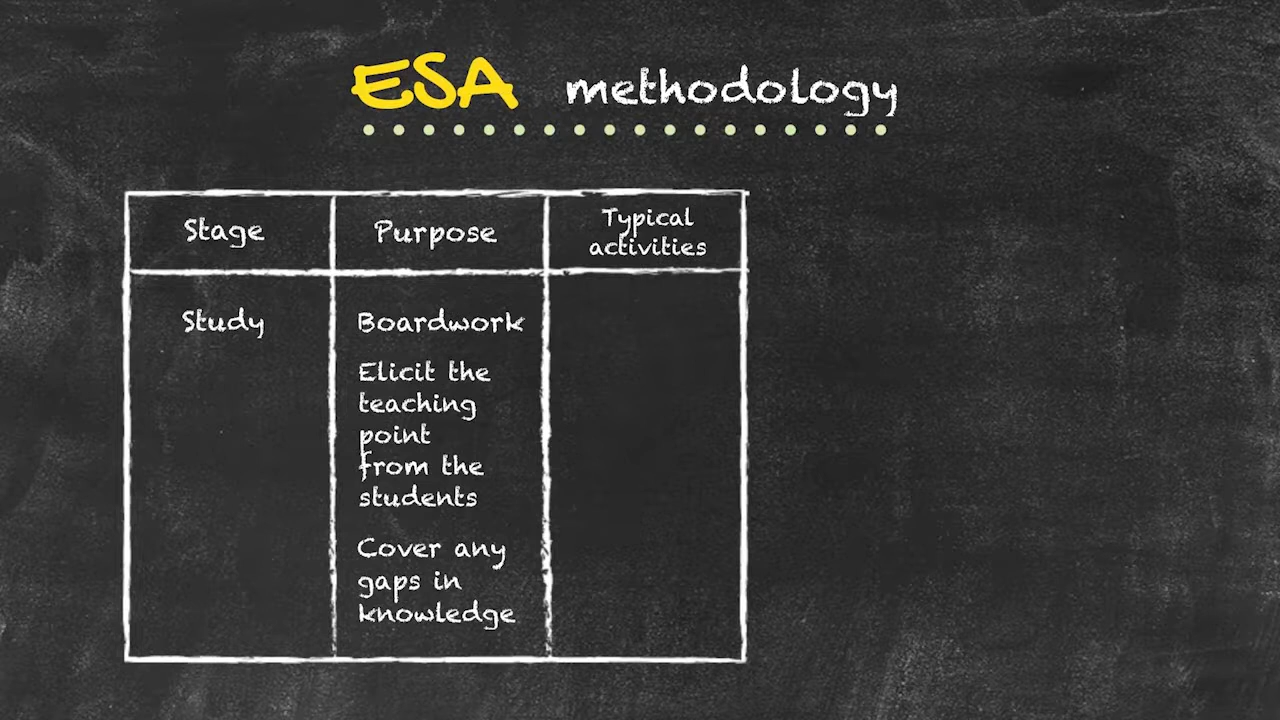 ESA methodology
Stage
Purpose
Typical
activities
Study
Boardwork
Elicit the
teaching
point
from the
students
Cover any
gaps in
knowledge